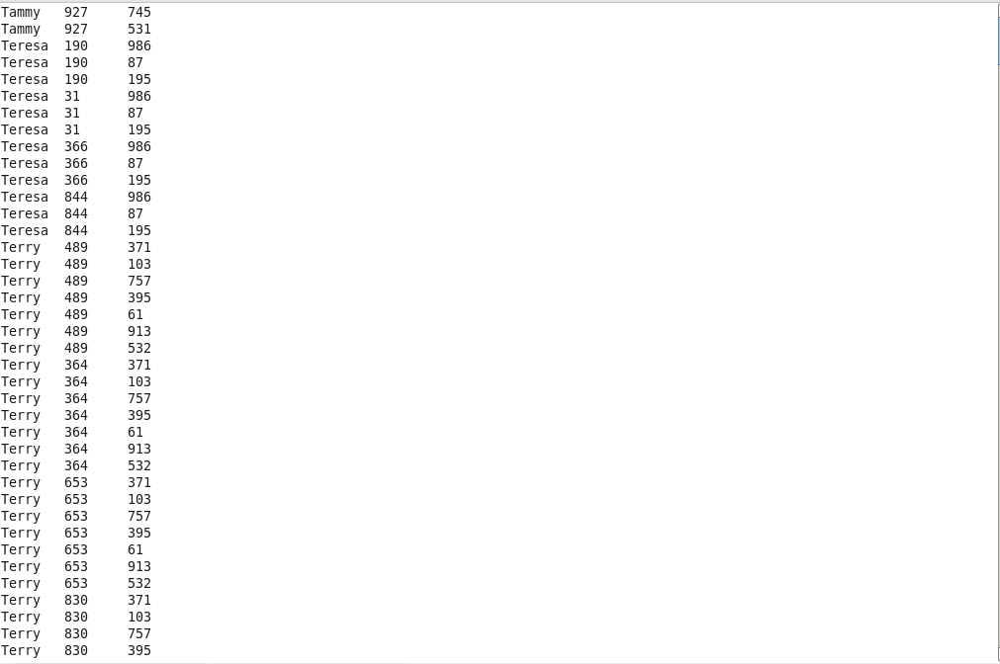 Tammy 927 745
Tammy 927 531
Teresa 190 986
Teresa 190 87
Teresa 190 195
Teresa 31 986
Teresa 31 87
Teresa 31 195
Teresa 366 986
Teresa 366 87
Teresa 366 195
Teresa 844 986
Teresa 844 87
Teresa 844 195
Terry 489 371
Terry 489 103
Terry 489 757
Terry 489 395
Terry 489 61
Terry 489 913
Terry 489 532
Terry 364 371
Terry 364 103
Terry 364 757
Terry 364 395
Terry 364 61
Terry 364 913
Terry 364 532
Terry 653 371
Terry 653 103
Terry 653 757
Terry 653 395
Terry 653 61
Terry 653 913
Terry 653 532
Terry 830 371
Terry 830 103
Terry 830 757
Terry 830 395